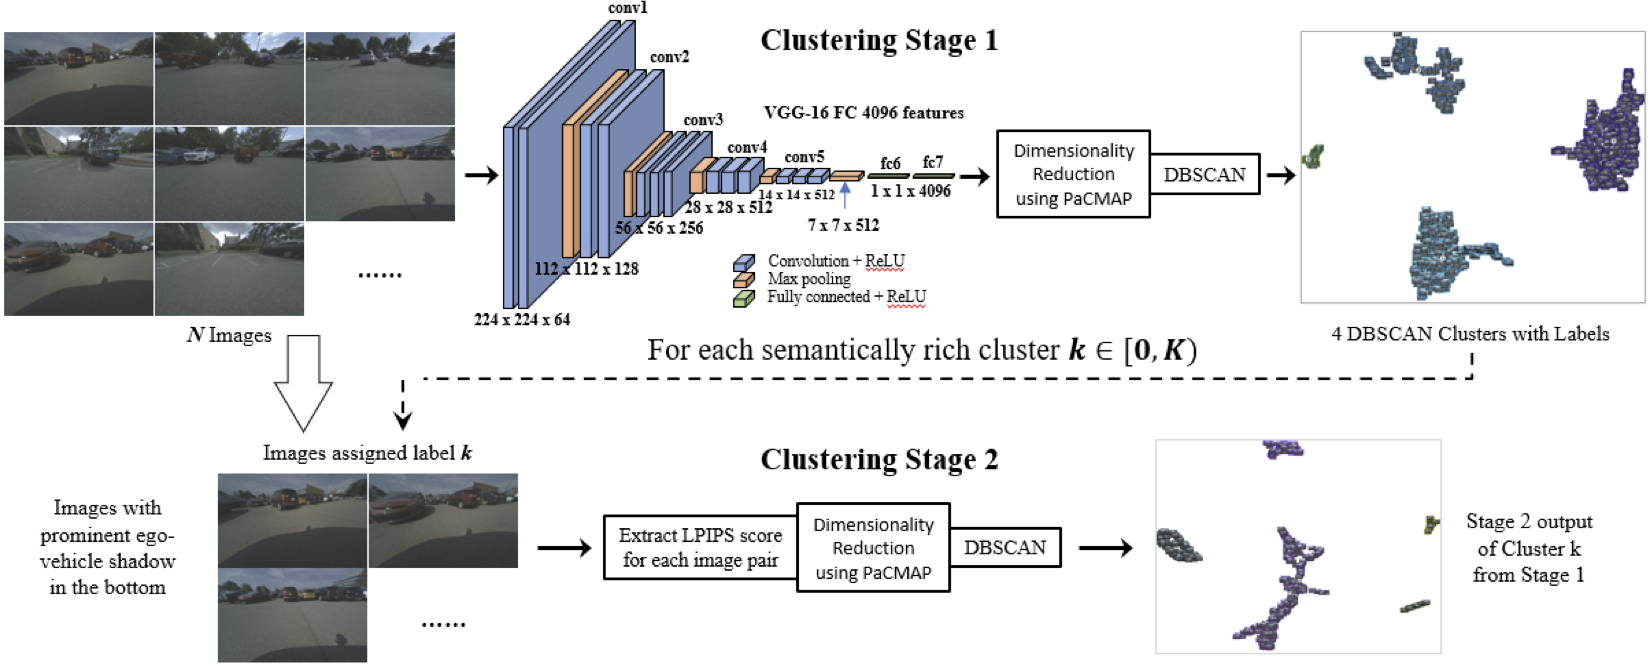 conv1
Clustering Stage 1
conv2
VGG-16 FC 4096 features
conv3
conv4
conv5
fc6
fc7
14 x 14 x 512
1 x 1 x 4096
28 x 28 x 512
7 x 7 x 512
56 x 56 x 256
112 x 112 x 128
224 x 224 x 64
Convolution + ReLU
Max pooling
Fully connected + ReLU
Dimensionality
Reduction
using PaCMAP
DBSCAN
......
N Images
4 DBSCAN Clusters with Labels
For each semantically rich cluster k ∈ [0, K)
Images assigned label k
Clustering Stage 2
Images with
prominent ego-
vehicle shadow
in the bottom
......
Extract LPIPS score
for each image pair
Dimensionality
Reduction
using PaCMAP
DBSCAN
Stage 2 output
of Cluster k
from Stage 1